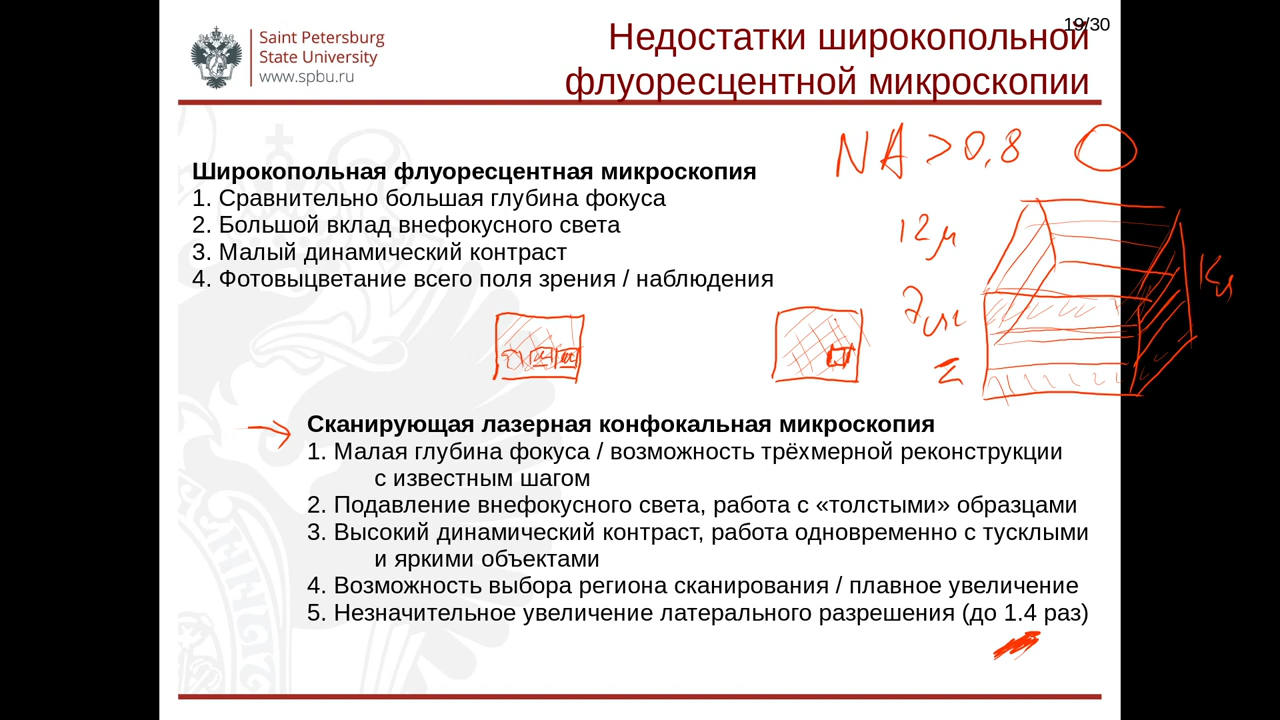 19/30
Saint Petersburg
State University
www.spbu.ru
Недостатки широкопольной
флуоресцентной микроскопии
NA > 0,8
Широкопольная флуоресцентная микроскопия
1. Сравнительно большая глубина фокуса
2. Большой вклад внефокусного света
3. Малый динамический контраст
4. Фотовыцветание всего поля зрения / наблюдения
12 м
Сканирующая лазерная конфокальная микроскопия
1. Малая глубина фокуса / возможность трёхмерной реконструкции
с известным шагом
2. Подавление внефокусного света, работа с «толстыми» образцами
3. Высокий динамический контраст, работа одновременно с тусклыми
и яркими объектами
4. Возможность выбора региона сканирования / плавное увеличение
5. Незначительное увеличение латерального разрешения (до 1.4 раз)